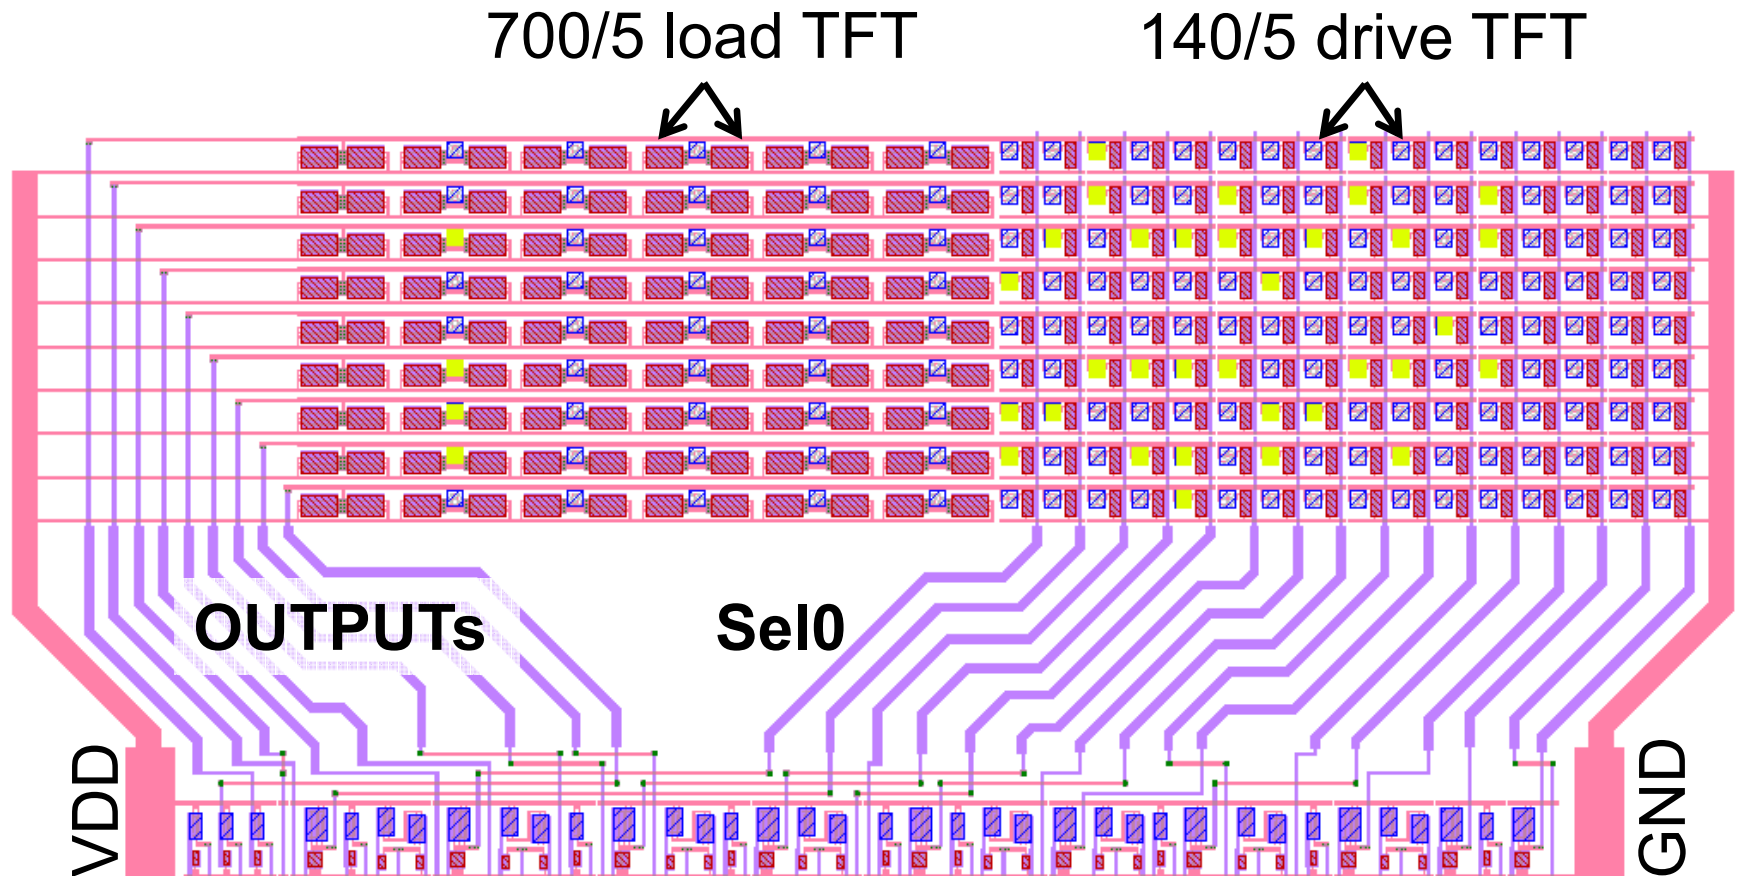 700/5 load TFT
140/5 drive TFT
OUTPUTs
Sel0
VDD
GND